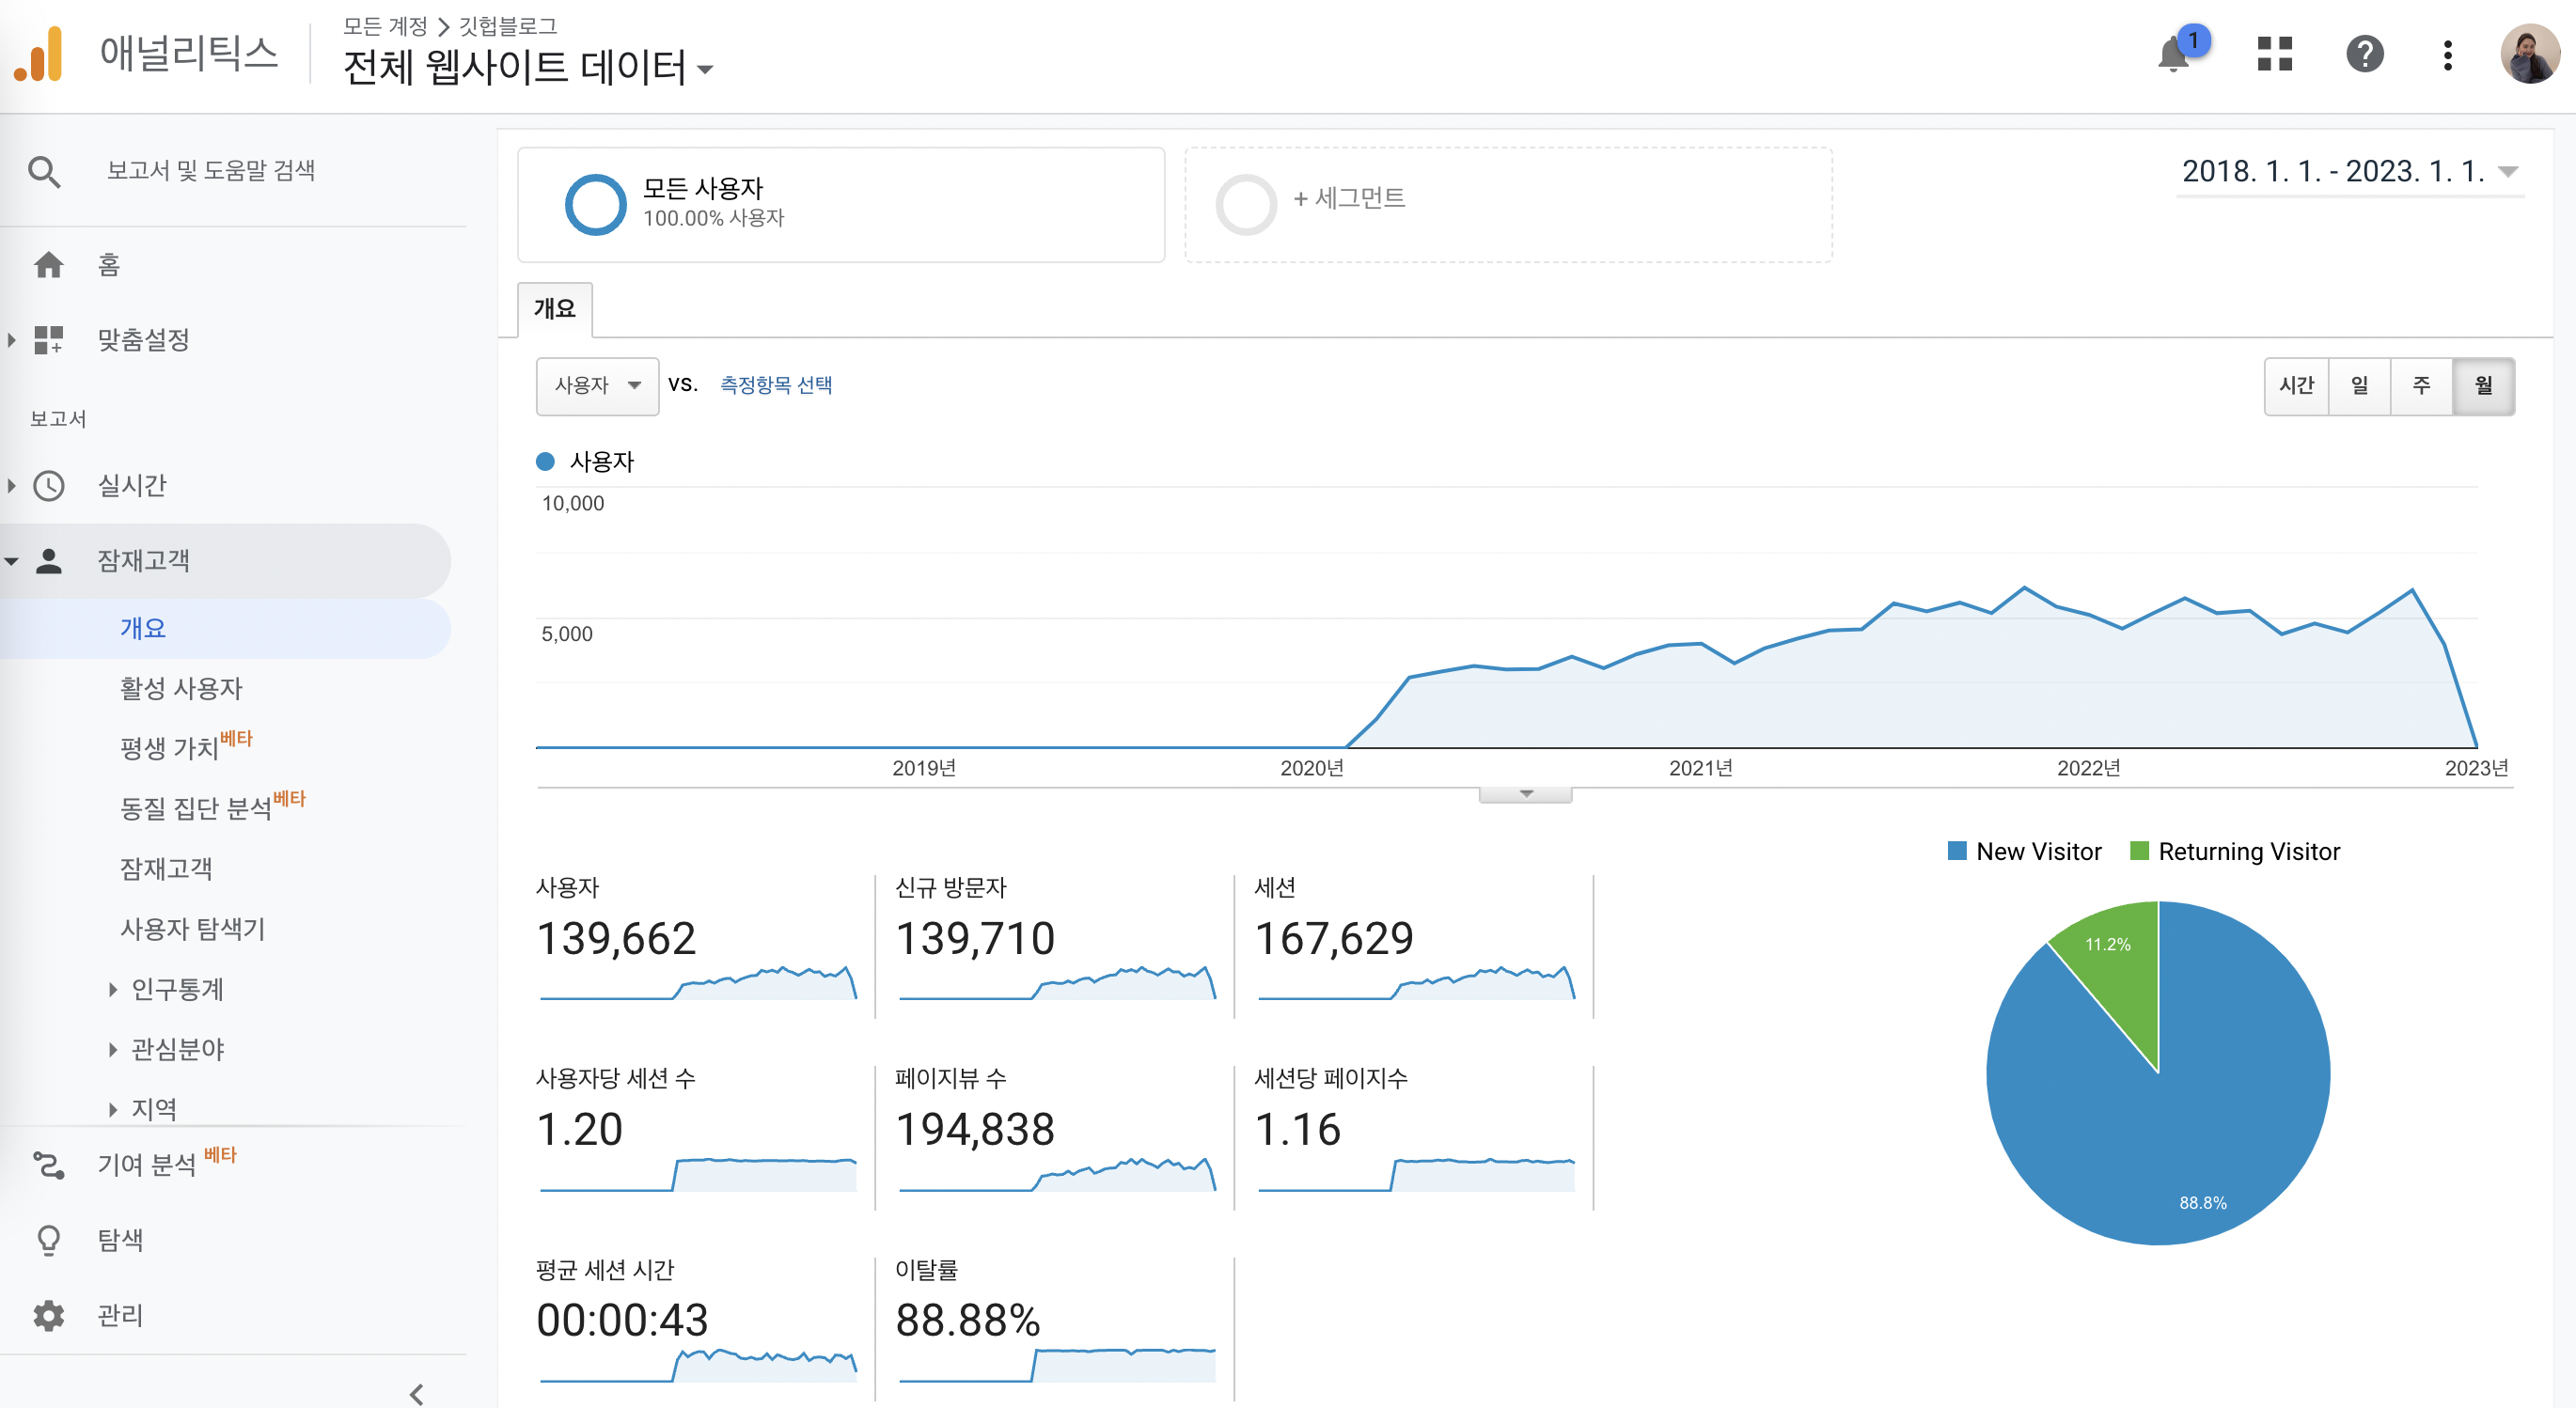 애널리틱스
모든 계정 > 깃헙블로그
전체 웹사이트 데이터
1
보고서 및 도움말 검색
홈
맞춤설정
보고서
실시간
잠재고객
개요
활성 사용자
평생 가치 베타
동질 집단 분석 베타
잠재고객
사용자 탐색기
인구통계
관심분야
지역
기여 분석 베타
탐색
관리
모든 사용자
100.00% 사용자
+ 세그먼트
2018. 1. 1. - 2023. 1. 1.
개요
사용자 vs. 측정항목 선택
시간 일 주 월
사용자
10,000
5,000
2019년 2020년 2021년 2022년 2023년
New Visitor Returning Visitor
11.2%
88.8%
사용자
139,662
신규 방문자
139,710
세션
167,629
사용자당 세션 수
1.20
페이지뷰 수
194,838
세션당 페이지수
1.16
평균 세션 시간
00:00:43
이탈률
88.88%